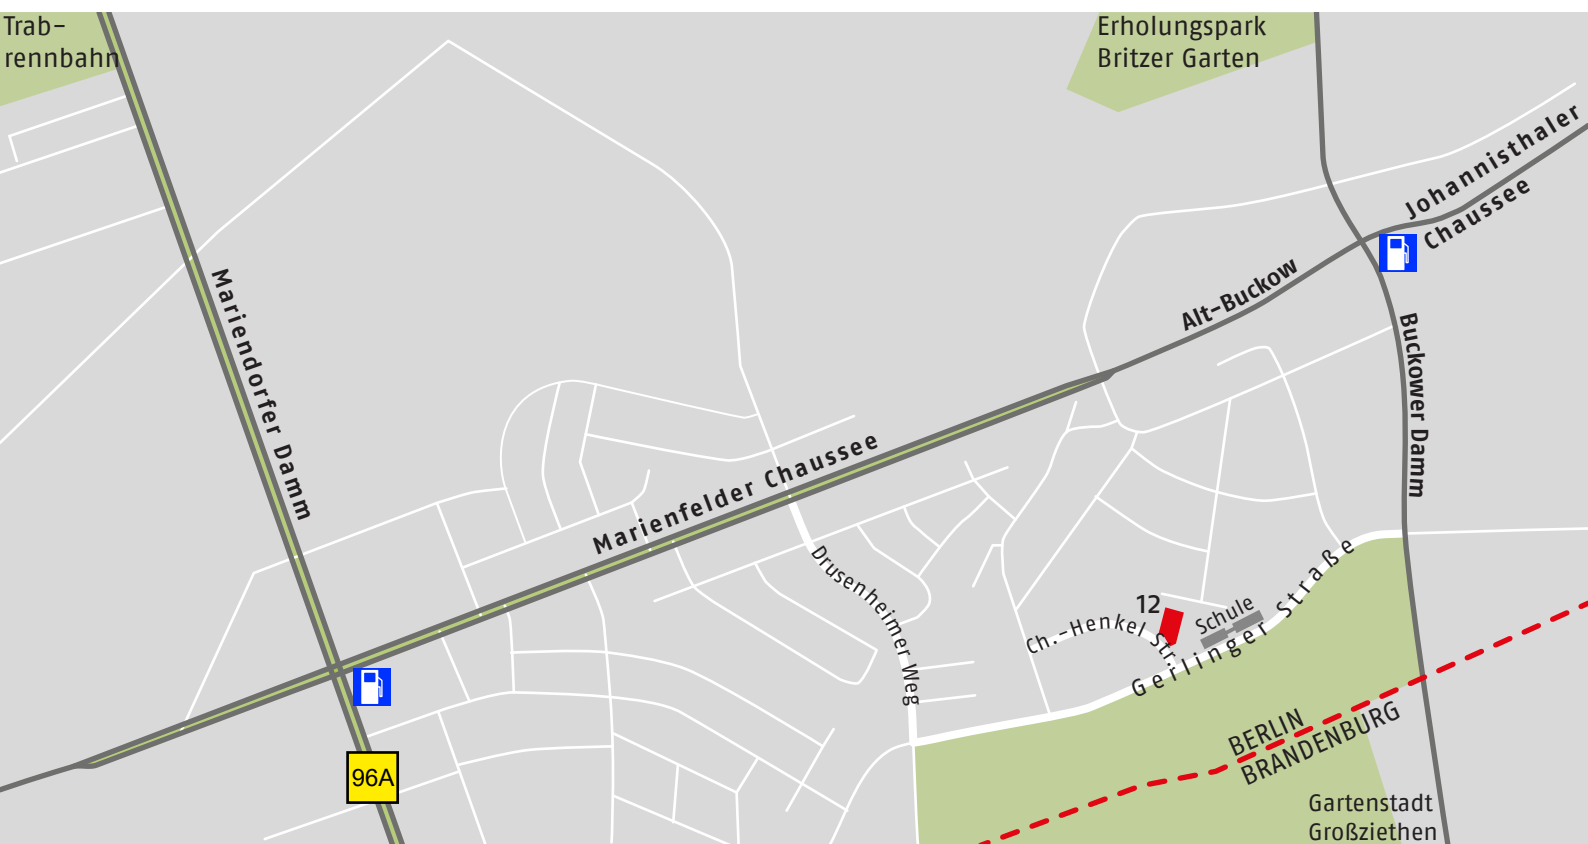 Trab-
rennbahn
Erholungspark
Britzer Garten
Johannisthaler
Chaussee
Alt-Buckow
Mariendorfer Damm
Buckower Damm
Marienfelder Chaussee
Drusenheimer Weg
12
Schule
Ch.-Henkel Str.
Gerlinger Straße
96A
BERLIN
BRANDENBURG
Gartenstadt
Großziethen